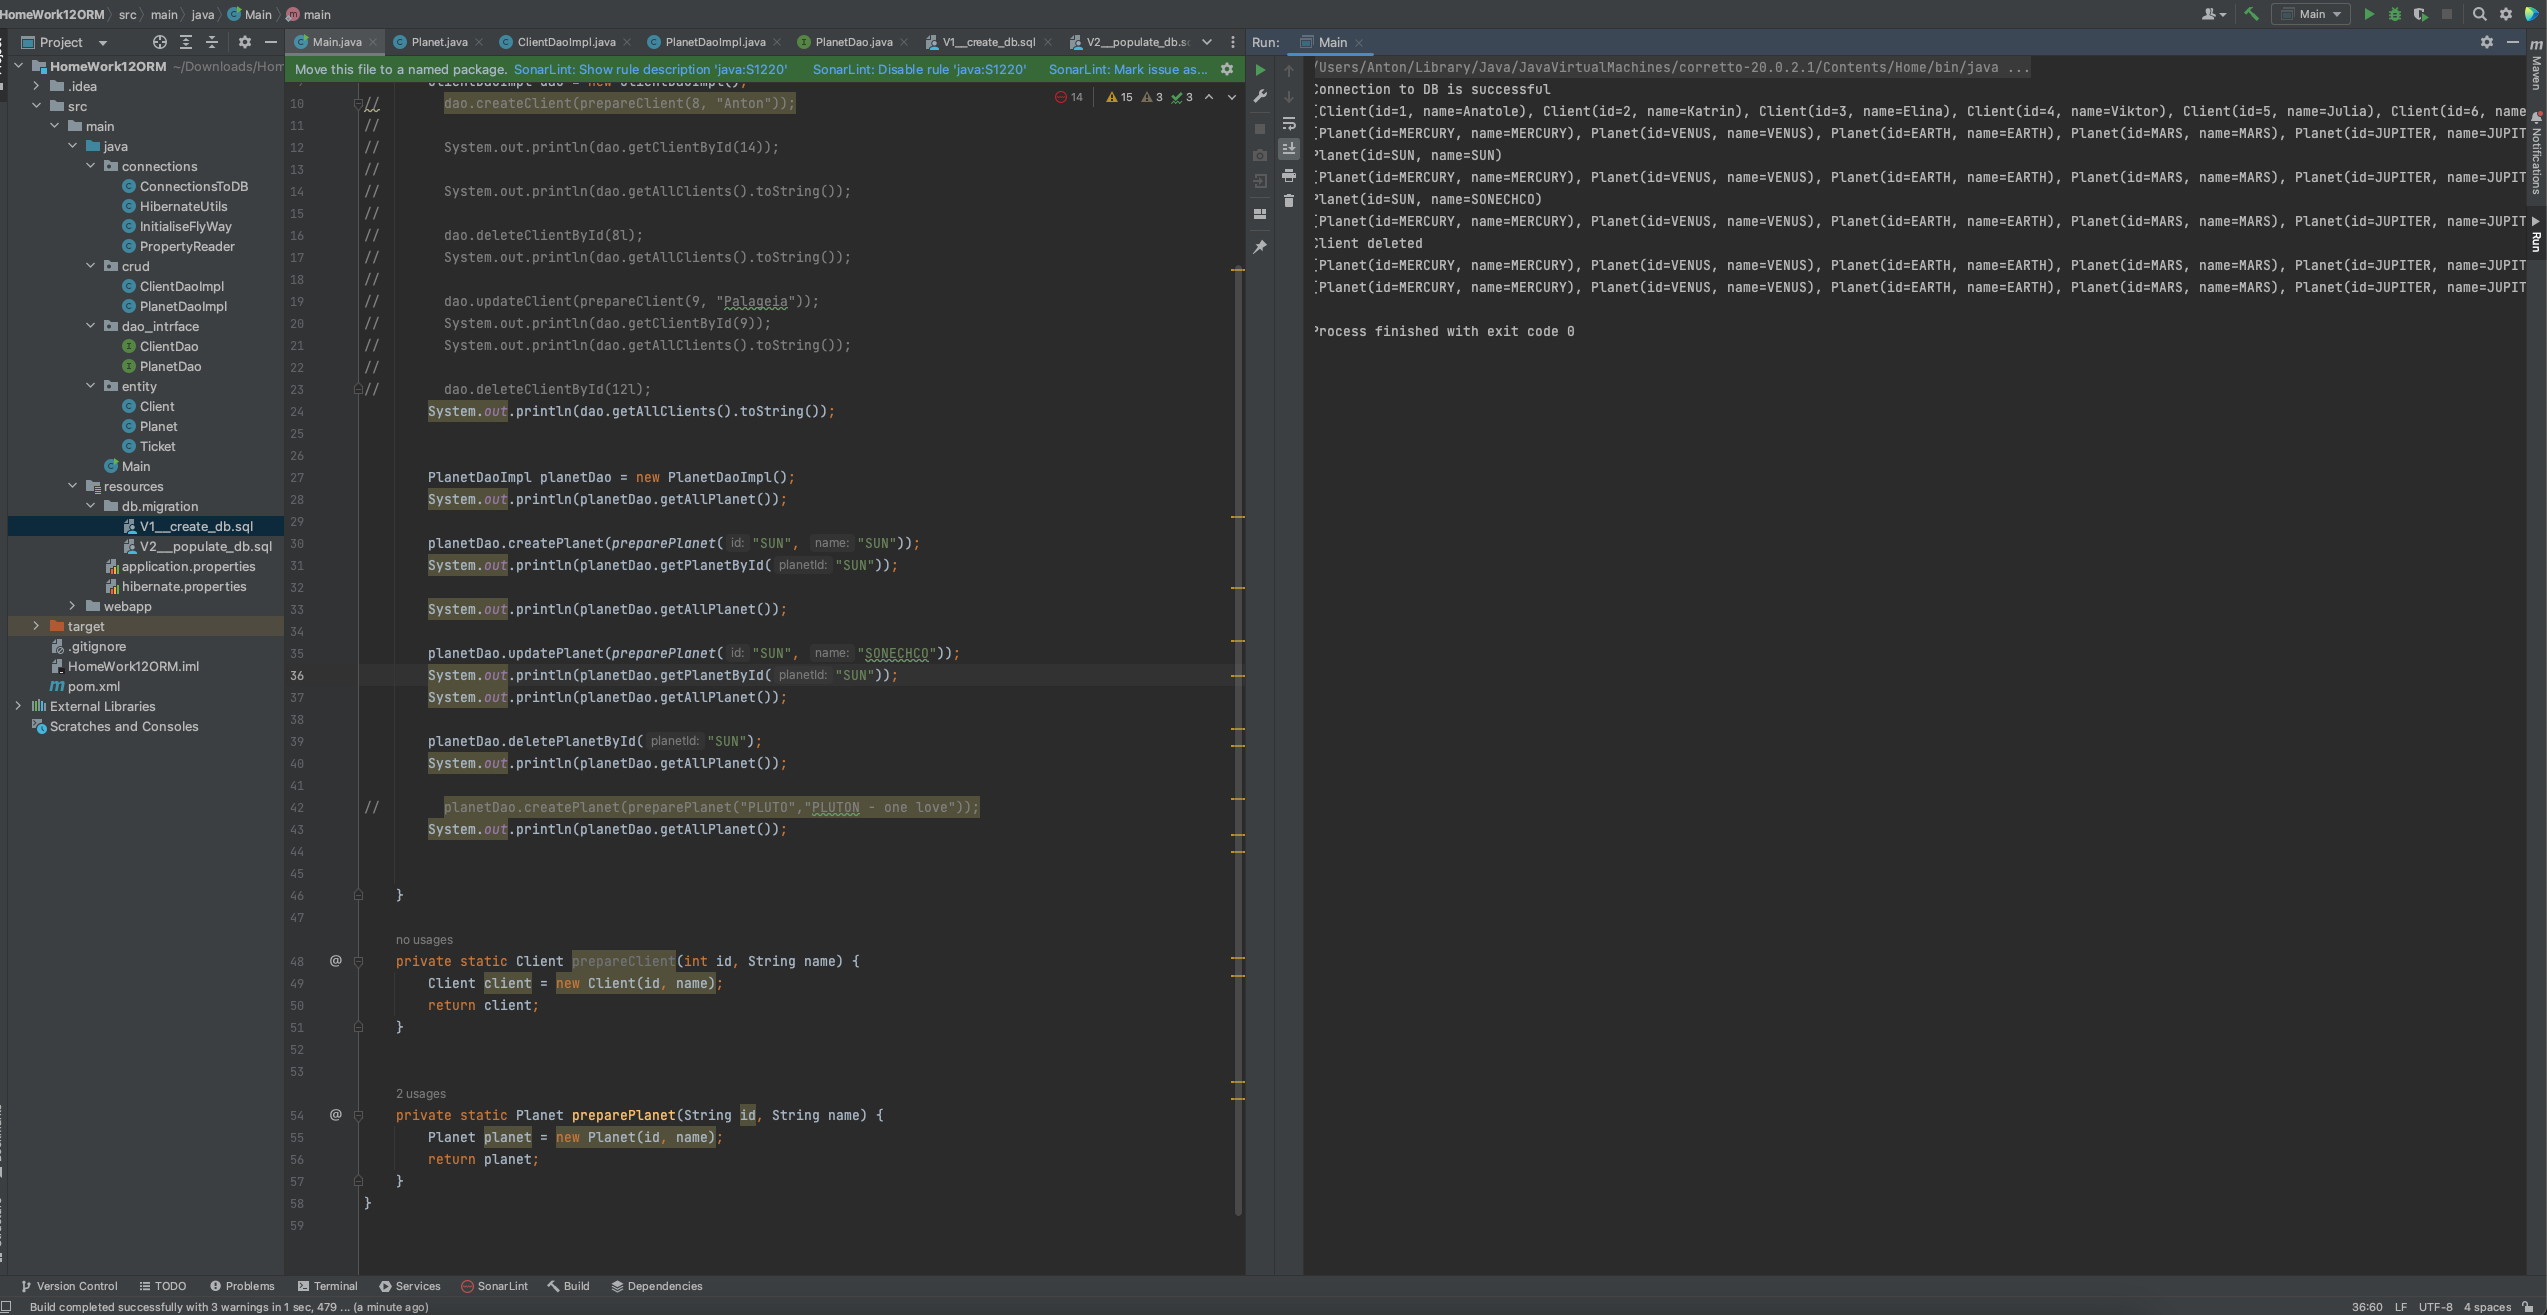 HomeWork12ORM src main java Main main
Main
Project
Main.java Planet.java ClientDaoImpl.java PlanetDaoImpl.java PlanetDao.java V1__create_db.sql V2__populate_db.s
Run: Main
HomeWork12ORM ~/Downloads/Hom
.idea
src
main
java
connections
ConnectionsToDB
HibernateUtils
InitialiseFlyWay
PropertyReader
crud
ClientDaoImpl
PlanetDaoImpl
dao_intrface
ClientDao
PlanetDao
entity
Client
Planet
Ticket
Main
resources
db.migration
V1__create_db.sql
V2__populate_db.sql
application.properties
hibernate.properties
webapp
target
.gitignore
HomeWork12ORM.iml
pom.xml
External Libraries
Scratches and Consoles
Move this file to a named package. SonarLint: Show rule description 'java:S1220' SonarLint: Disable rule 'java:S1220' SonarLint: Mark issue as...
14 15 3 3
10 // dao.createClient(prepareClient(8, "Anton"));
11 //
12 // System.out.println(dao.getClientById(14));
13 //
14 // System.out.println(dao.getAllClients().toString());
15 //
16 // dao.deleteClientById(8l);
17 // System.out.println(dao.getAllClients().toString());
18 //
19 // dao.updateClient(prepareClient(9, "Palageia"));
20 // System.out.println(dao.getClientById(9));
21 // System.out.println(dao.getAllClients().toString());
22 //
23 // dao.deleteClientById(12l);
24 System.out.println(dao.getAllClients().toString());
25
26
27 PlanetDaoImpl planetDao = new PlanetDaoImpl();
28 System.out.println(planetDao.getAllPlanet());
29
30 planetDao.createPlanet(preparePlanet( id: "SUN", name: "SUN"));
31 System.out.println(planetDao.getPlanetById( planetId: "SUN"));
32
33 System.out.println(planetDao.getAllPlanet());
34
35 planetDao.updatePlanet(preparePlanet( id: "SUN", name: "SONECHCO"));
36 System.out.println(planetDao.getPlanetById( planetId: "SUN"));
37 System.out.println(planetDao.getAllPlanet());
38
39 planetDao.deletePlanetById( planetId: "SUN");
40 System.out.println(planetDao.getAllPlanet());
41
42 // planetDao.createPlanet(preparePlanet("PLUTO","PLUTON - one love"));
43 System.out.println(planetDao.getAllPlanet());
44
45
46 }
47
no usages
48 @ private static Client prepareClient(int id, String name) {
49 Client client = new Client(id, name);
50 return client;
51 }
52
53
2 usages
54 @ private static Planet preparePlanet(String id, String name) {
55 Planet planet = new Planet(id, name);
56 return planet;
57 }
58 }
59
/Users/Anton/Library/Java/JavaVirtualMachines/corretto-20.0.2.1/Contents/Home/bin/java ...
Connection to DB is successful
[Client(id=1, name=Anatole), Client(id=2, name=Katrin), Client(id=3, name=Elina), Client(id=4, name=Viktor), Client(id=5, name=Julia), Client(id=6, name
[Planet(id=MERCURY, name=MERCURY), Planet(id=VENUS, name=VENUS), Planet(id=EARTH, name=EARTH), Planet(id=MARS, name=MARS), Planet(id=JUPITER, name=JUPIT
Planet(id=SUN, name=SUN)
[Planet(id=MERCURY, name=MERCURY), Planet(id=VENUS, name=VENUS), Planet(id=EARTH, name=EARTH), Planet(id=MARS, name=MARS), Planet(id=JUPITER, name=JUPIT
Planet(id=SUN, name=SONECHCO)
[Planet(id=MERCURY, name=MERCURY), Planet(id=VENUS, name=VENUS), Planet(id=EARTH, name=EARTH), Planet(id=MARS, name=MARS), Planet(id=JUPITER, name=JUPIT
Client deleted
[Planet(id=MERCURY, name=MERCURY), Planet(id=VENUS, name=VENUS), Planet(id=EARTH, name=EARTH), Planet(id=MARS, name=MARS), Planet(id=JUPITER, name=JUPIT
[Planet(id=MERCURY, name=MERCURY), Planet(id=VENUS, name=VENUS), Planet(id=EARTH, name=EARTH), Planet(id=MARS, name=MARS), Planet(id=JUPITER, name=JUPIT
Process finished with exit code 0
Maven
Notifications
Run
Version Control TODO Problems Terminal Services SonarLint Build Dependencies
Build completed successfully with 3 warnings in 1 sec, 479 ... (a minute ago)
36:60 LF UTF-8 4 spaces